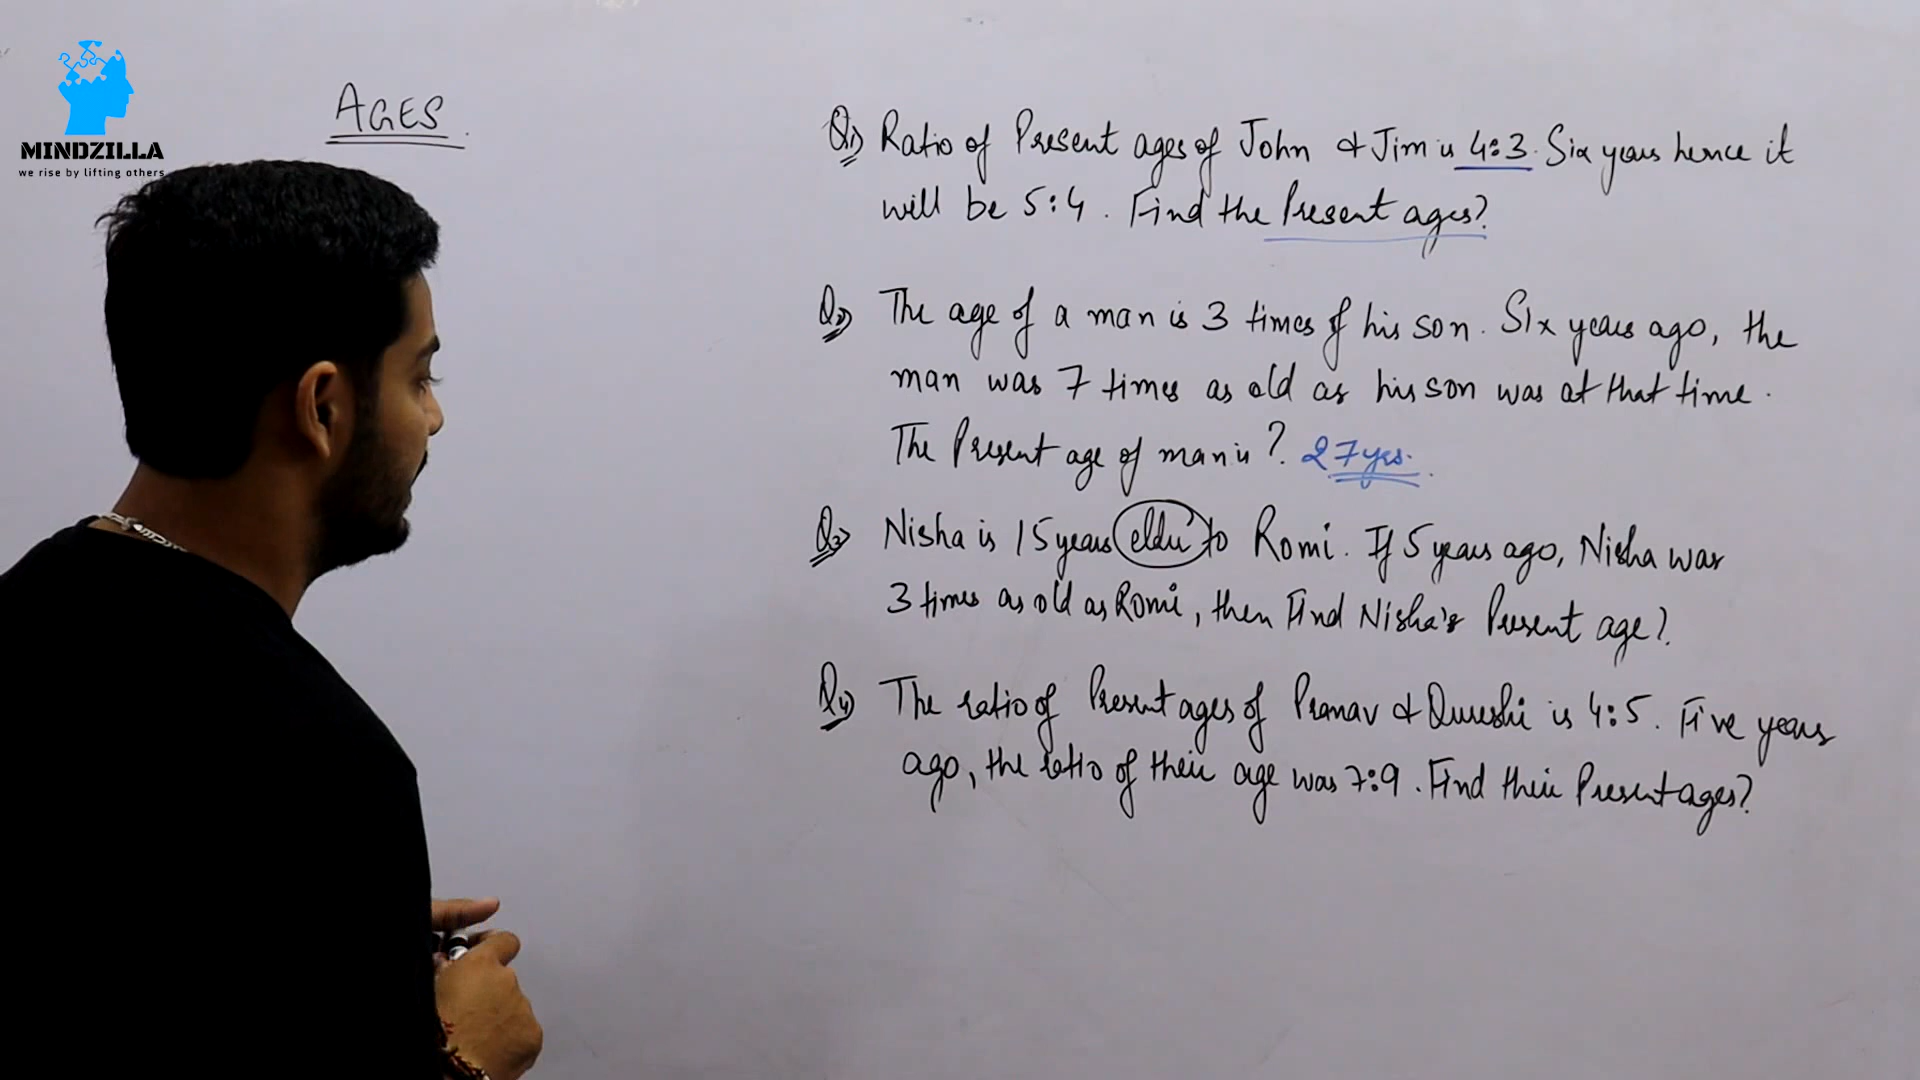 MINDZILLA
we rise by lifting others
AGES
Q1) Ratio of Present ages of John & Jim is 4:3. Six years hence it
will be 5:4. Find the Present ages?
Q2) The age of a man is 3 times of his son. Six years ago, the
man was 7 times as old as his son was at that time.
The Present age of man is? 27yrs.
Q3) Nisha is 15years elder to Romi. If 5 years ago, Nisha was
3 times as old as Romi, then Find Nisha's Present age?
Q4) The ratio of Present ages of Pranav & Qureshi is 4:5. Five years
ago, the ratio of their age was 7:9. Find their Present ages?